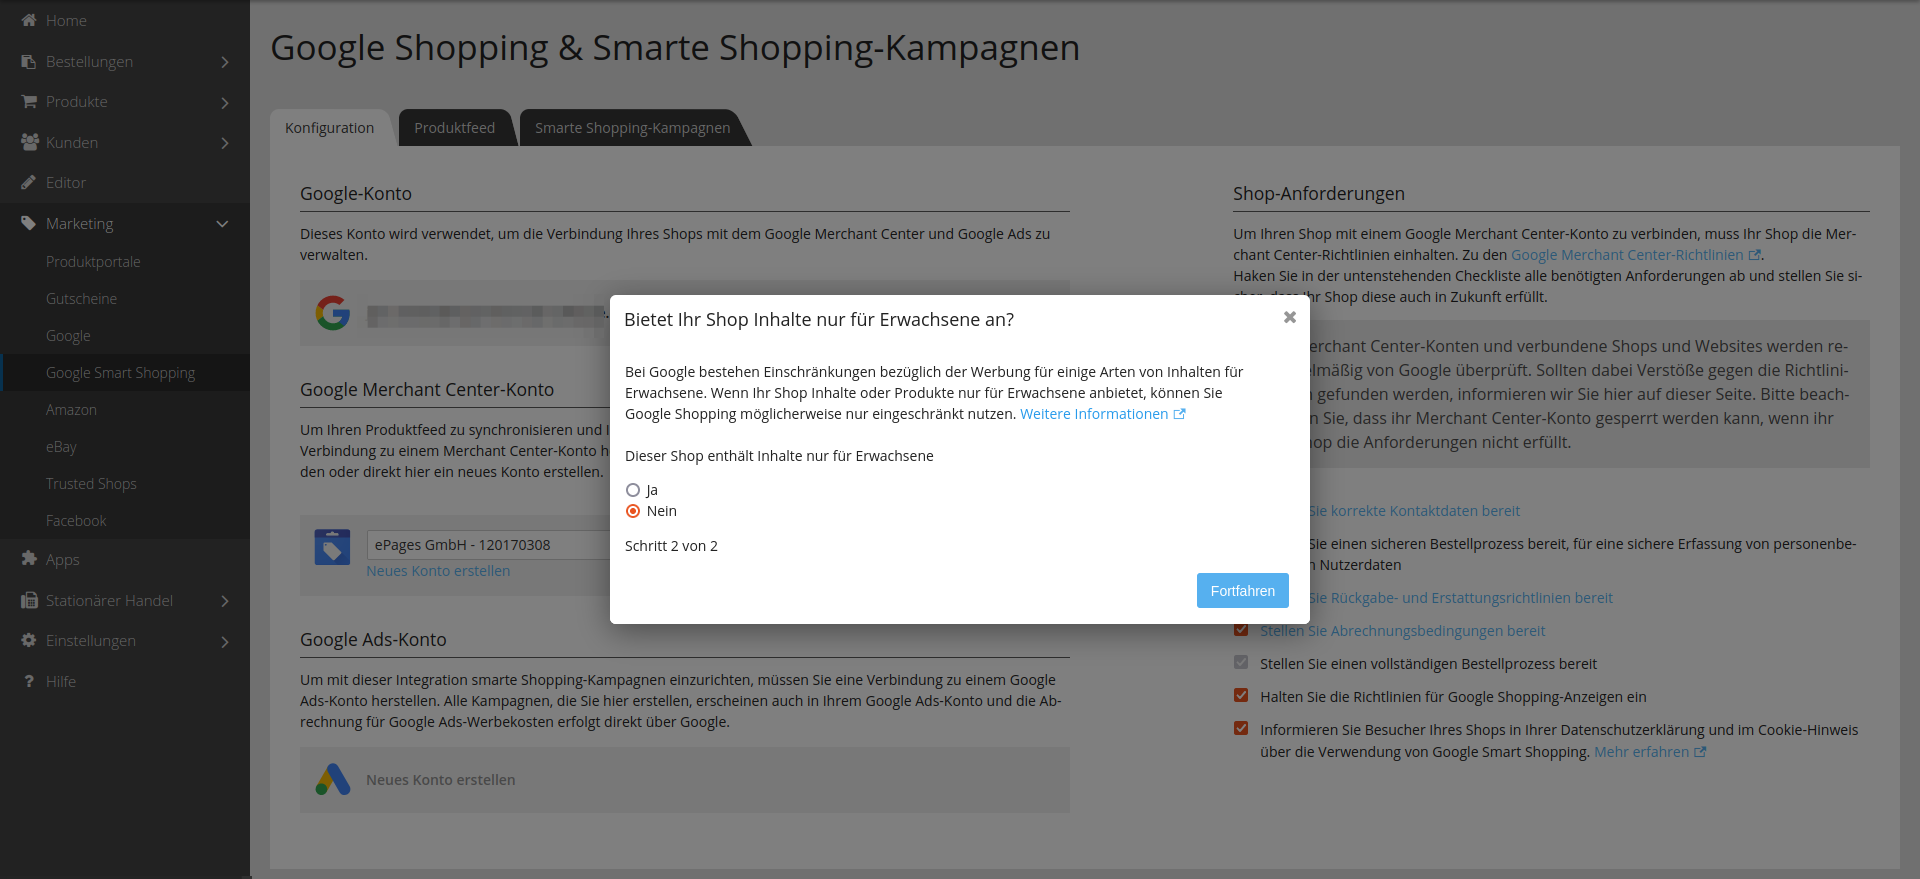 Home
Bestellungen
Produkte
Kunden
Editor
Marketing
Produktportale
Gutscheine
Google
Google Smart Shopping
Amazon
eBay
Trusted Shops
Facebook
Apps
Stationärer Handel
Einstellungen
? Hilfe
Google Shopping & Smarte Shopping-Kampagnen
Konfiguration
Produktfeed
Smarte Shopping-Kampagnen
Google-Konto
Dieses Konto wird verwendet, um die Verbindung Ihres Shops mit dem Google Merchant Center und Google Ads zu
verwalten.
Google Merchant Center-Konto
Um Ihren Produktfeed zu synchronisieren und
Verbindung zu einem Merchant Center-Konto
den oder direkt hier ein neues Konto erstellen.
ePages GmbH - 120170308
Neues Konto erstellen
Google Ads-Konto
Um mit dieser Integration smarte Shopping-Kampagnen einzurichten, müssen Sie eine Verbindung zu einem Google
Ads-Konto herstellen. Alle Kampagnen, die Sie hier erstellen, erscheinen auch in Ihrem Google Ads-Konto und die Ab-
rechnung für Google Ads-Werbekosten erfolgt direkt über Google.
Neues Konto erstellen
Bietet Ihr Shop Inhalte nur für Erwachsene an?
Bei Google bestehen Einschränkungen bezüglich der Werbung für einige Arten von Inhalten für
Erwachsene. Wenn Ihr Shop Inhalte oder Produkte nur für Erwachsene anbietet, können Sie
Google Shopping möglicherweise nur eingeschränkt nutzen. Weitere Informationen
Dieser Shop enthält Inhalte nur für Erwachsene
Ja
Nein
Schritt 2 von 2
Fortfahren
Shop-Anforderungen
Um Ihren Shop mit einem Google Merchant Center-Konto zu verbinden, muss Ihr Shop die Mer-
chant Center-Richtlinien einhalten. Zu den Google Merchant Center-Richtlinien.
Haken Sie in der untenstehenden Checkliste alle benötigten Anforderungen ab und stellen Sie si-
Ihr Shop diese auch in Zukunft erfüllt.
erchant Center-Konten und verbundene Shops und Websites werden re-
elmäßig von Google überprüft. Sollten dabei Verstöße gegen die Richtlini-
gefunden werden, informieren wir Sie hier auf dieser Seite. Bitte beach-
n Sie, dass ihr Merchant Center-Konto gesperrt werden kann, wenn ihr
op die Anforderungen nicht erfüllt.
Sie korrekte Kontaktdaten bereit
Sie einen sicheren Bestellprozess bereit, für eine sichere Erfassung von personenbe-
n Nutzerdaten
Sie Rückgabe- und Erstattungsrichtlinien bereit
Stellen Sie Abrechnungsbedingungen bereit
Stellen Sie einen vollständigen Bestellprozess bereit
Halten Sie die Richtlinien für Google Shopping-Anzeigen ein
Informieren Sie Besucher Ihres Shops in Ihrer Datenschutzerklärung und im Cookie-Hinweis
über die Verwendung von Google Smart Shopping. Mehr erfahren